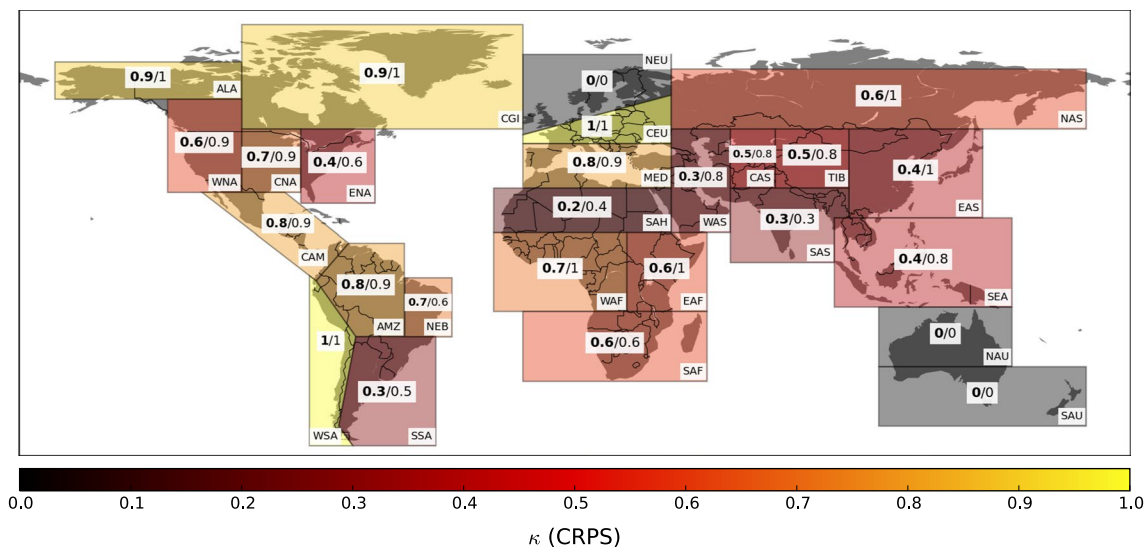 0.9/1
ALA
0.9/1
CGI
NEU
0/0
1/1
CEU
0.6/1
NAS
0.6/0.9
WNA
0.7/0.9
CNA
0.4/0.6
ENA
0.8/0.9
MED
0.3/0.8
WAS
0.5/0.8
CAS
0.5/0.8
TIB
0.4/1
EAS
0.2/0.4
SAH
0.3/0.3
SAS
0.8/0.9
CAM
0.8/0.9
AMZ
0.7/0.6
NEB
0.7/1
WAF
0.6/1
EAF
0.4/0.8
SEA
1/1
WSA
0.3/0.5
SSA
0.6/0.6
SAF
0/0
NAU
0/0
SAU
0.0 0.1 0.2 0.3 0.4 0.5 0.6 0.7 0.8 0.9 1.0
κ (CRPS)